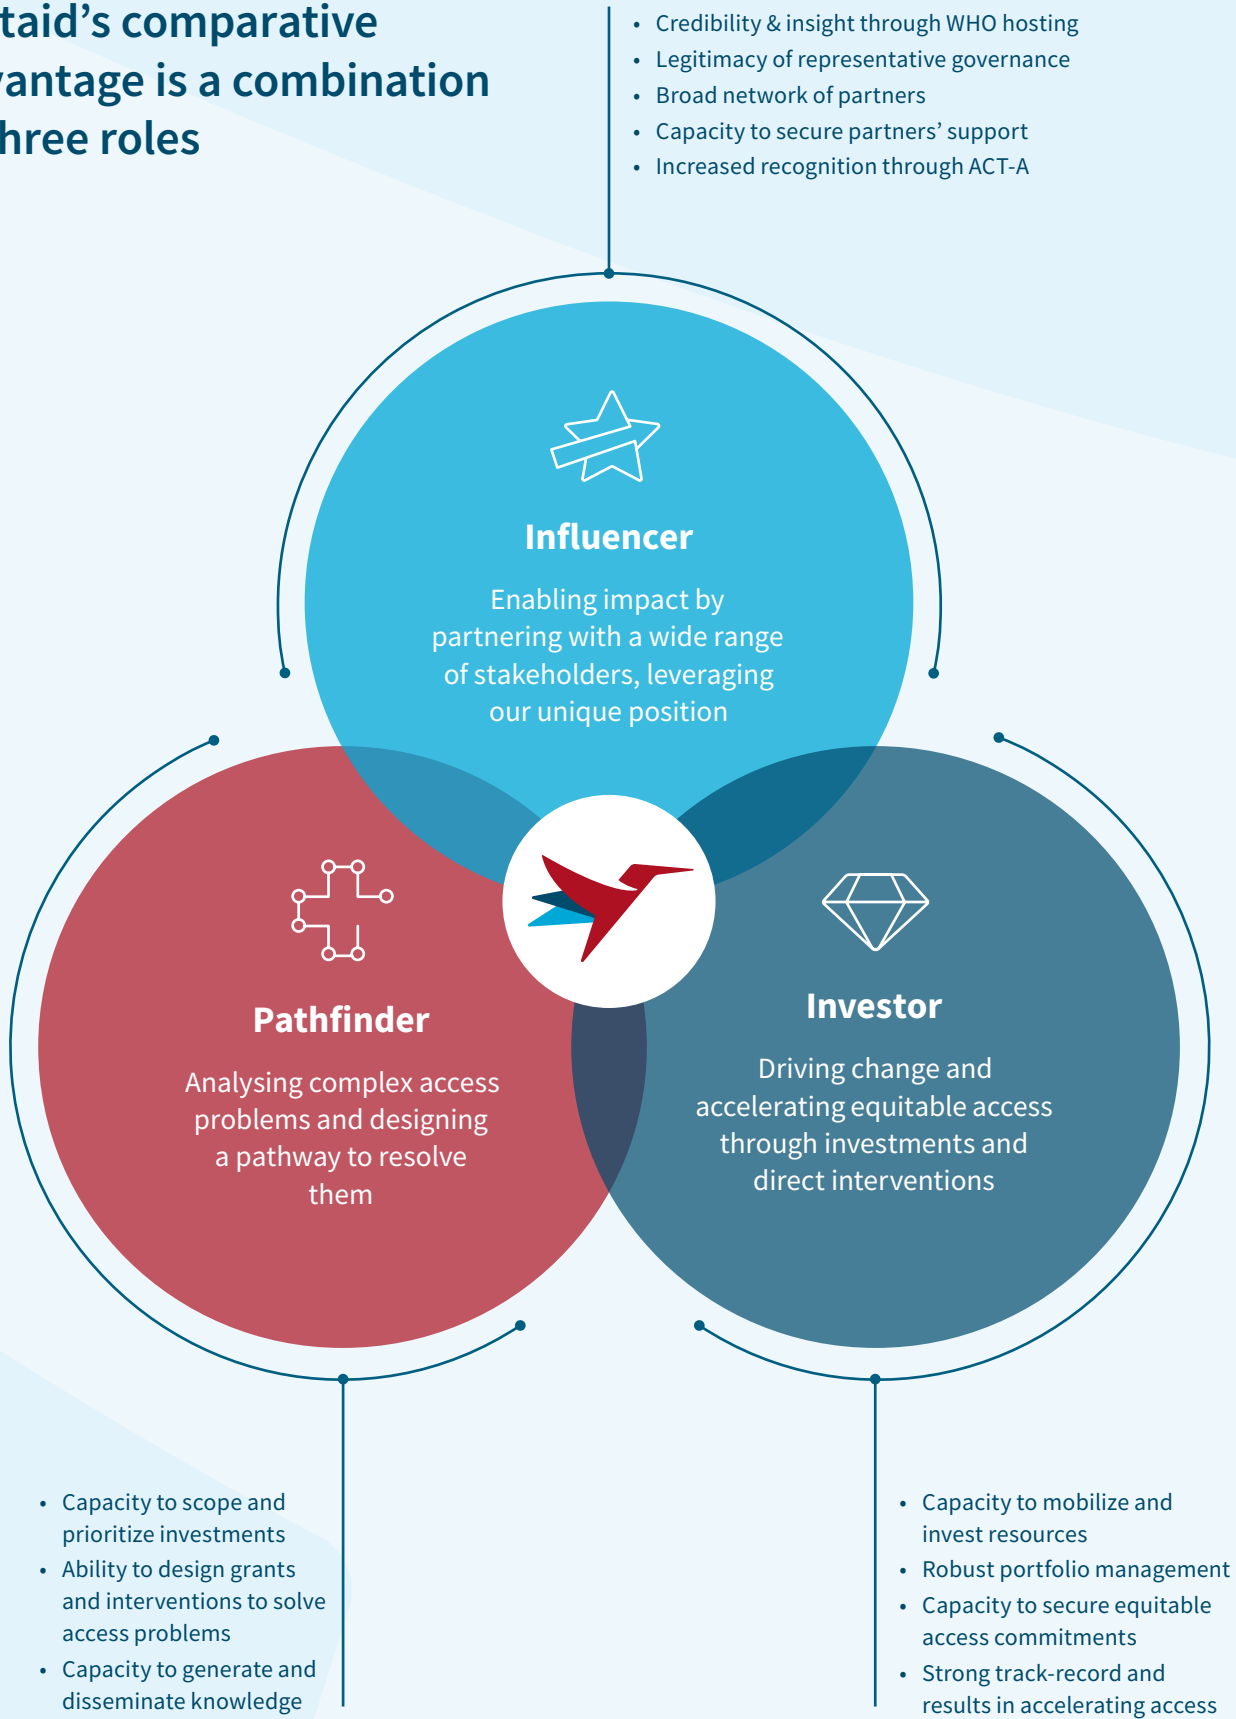 taid's comparative
vantage is a combination
hree roles
• Credibility & insight through WHO hosting
• Legitimacy of representative governance
• Broad network of partners
• Capacity to secure partners' support
• Increased recognition through ACT-A
Influencer
Enabling impact by
partnering with a wide range
of stakeholders, leveraging
our unique position
Pathfinder
Analysing complex access
problems and designing
a pathway to resolve
them
Investor
Driving change and
accelerating equitable access
through investments and
direct interventions
• Capacity to scope and
prioritize investments
• Ability to design grants
and interventions to solve
access problems
• Capacity to generate and
disseminate knowledge
• Capacity to mobilize and
invest resources
• Robust portfolio management
• Capacity to secure equitable
access commitments
• Strong track-record and
results in accelerating access